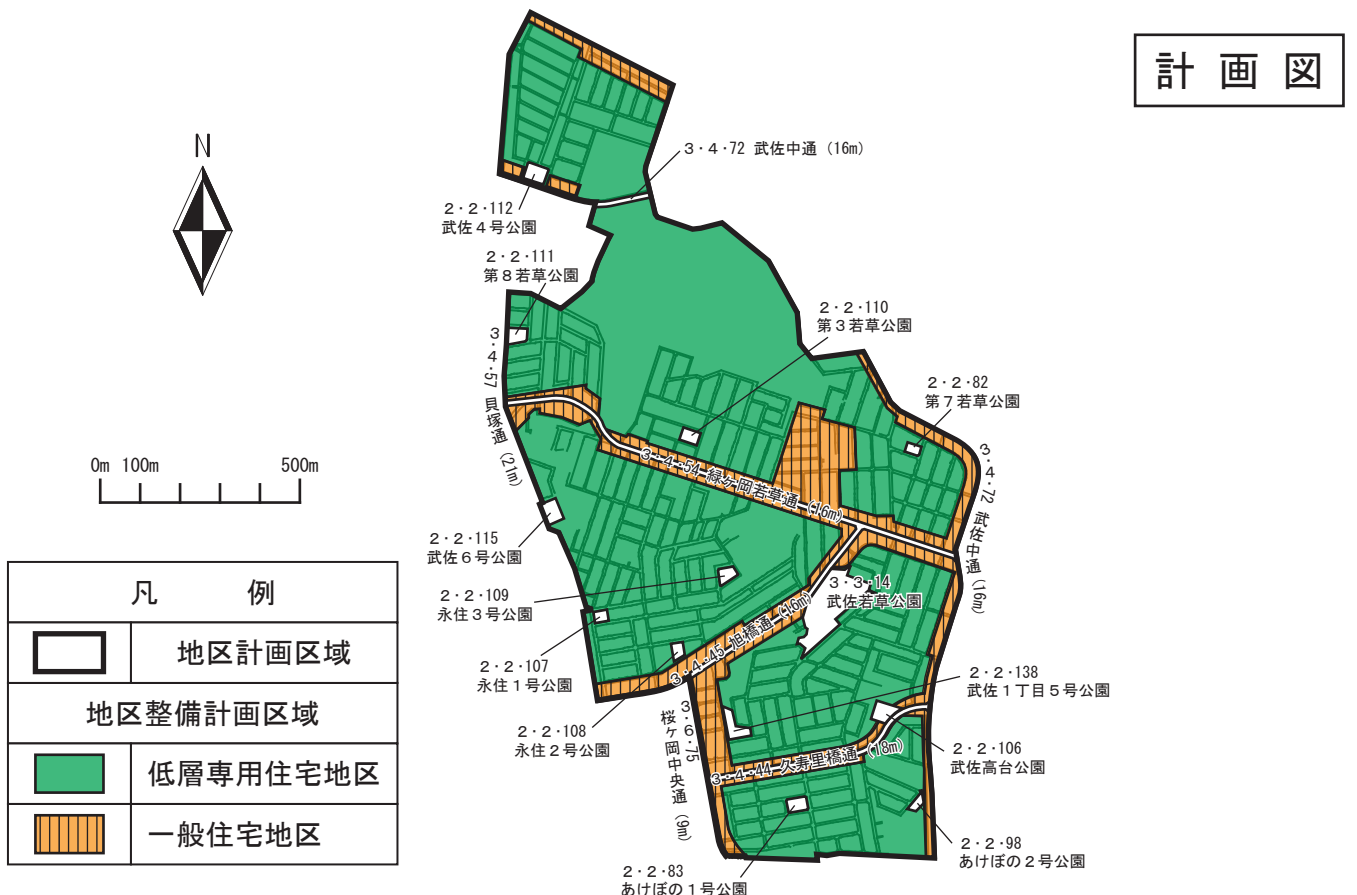 計画図
N
3・4・72 武佐中通（16m）
2・2・112
武佐４号公園
2・2・111
第８若草公園
2・2・110
第３若草公園
3・4・57 貝塚通（21m）
2・2・82
第７若草公園
3・4・72 武佐中通（16m）
0m 100m 500m
3・4・54 緑ケ岡若草通（16m）
2・2・115
武佐６号公園
凡　例
地区計画区域
地区整備計画区域
低層専用住宅地区
一般住宅地区
2・2・109
永住３号公園
3・3・14
武佐若草公園
3・4・45 旭橋通（16m）
2・2・107
永住１号公園
2・2・138
武佐１丁目５号公園
2・2・108
永住２号公園
3・6・75
桜ケ岡中央通（9m）
3・4・44 久寿里橋通（18m）
2・2・106
武佐高台公園
2・2・98
あけぼの２号公園
2・2・83
あけぼの１号公園